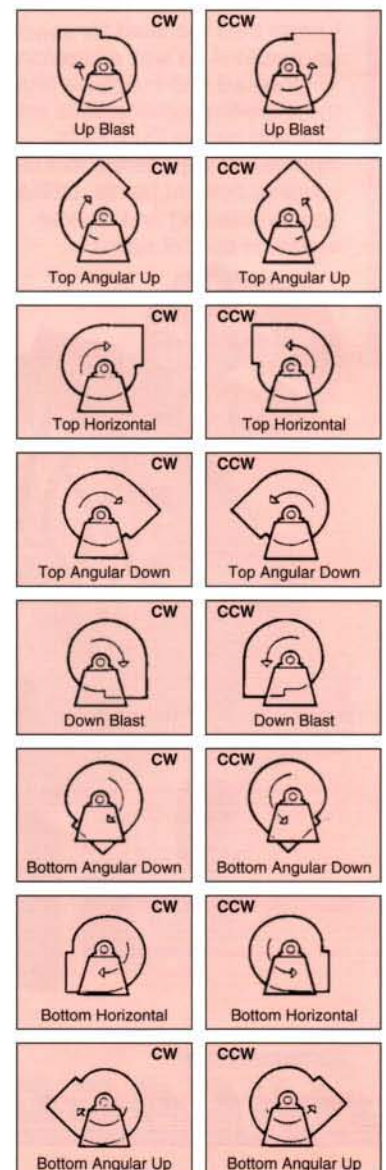 CW
Up Blast
CCW
Up Blast
CW
Top Angular Up
CCW
Top Angular Up
CW
Top Horizontal
CCW
Top Horizontal
CW
Top Angular Down
CCW
Top Angular Down
CW
Down Blast
CCW
Down Blast
CW
Bottom Angular Down
CCW
Bottom Angular Down
CW
Bottom Horizontal
CCW
Bottom Horizontal
CW
Bottom Angular Up
CCW
Bottom Angular Up